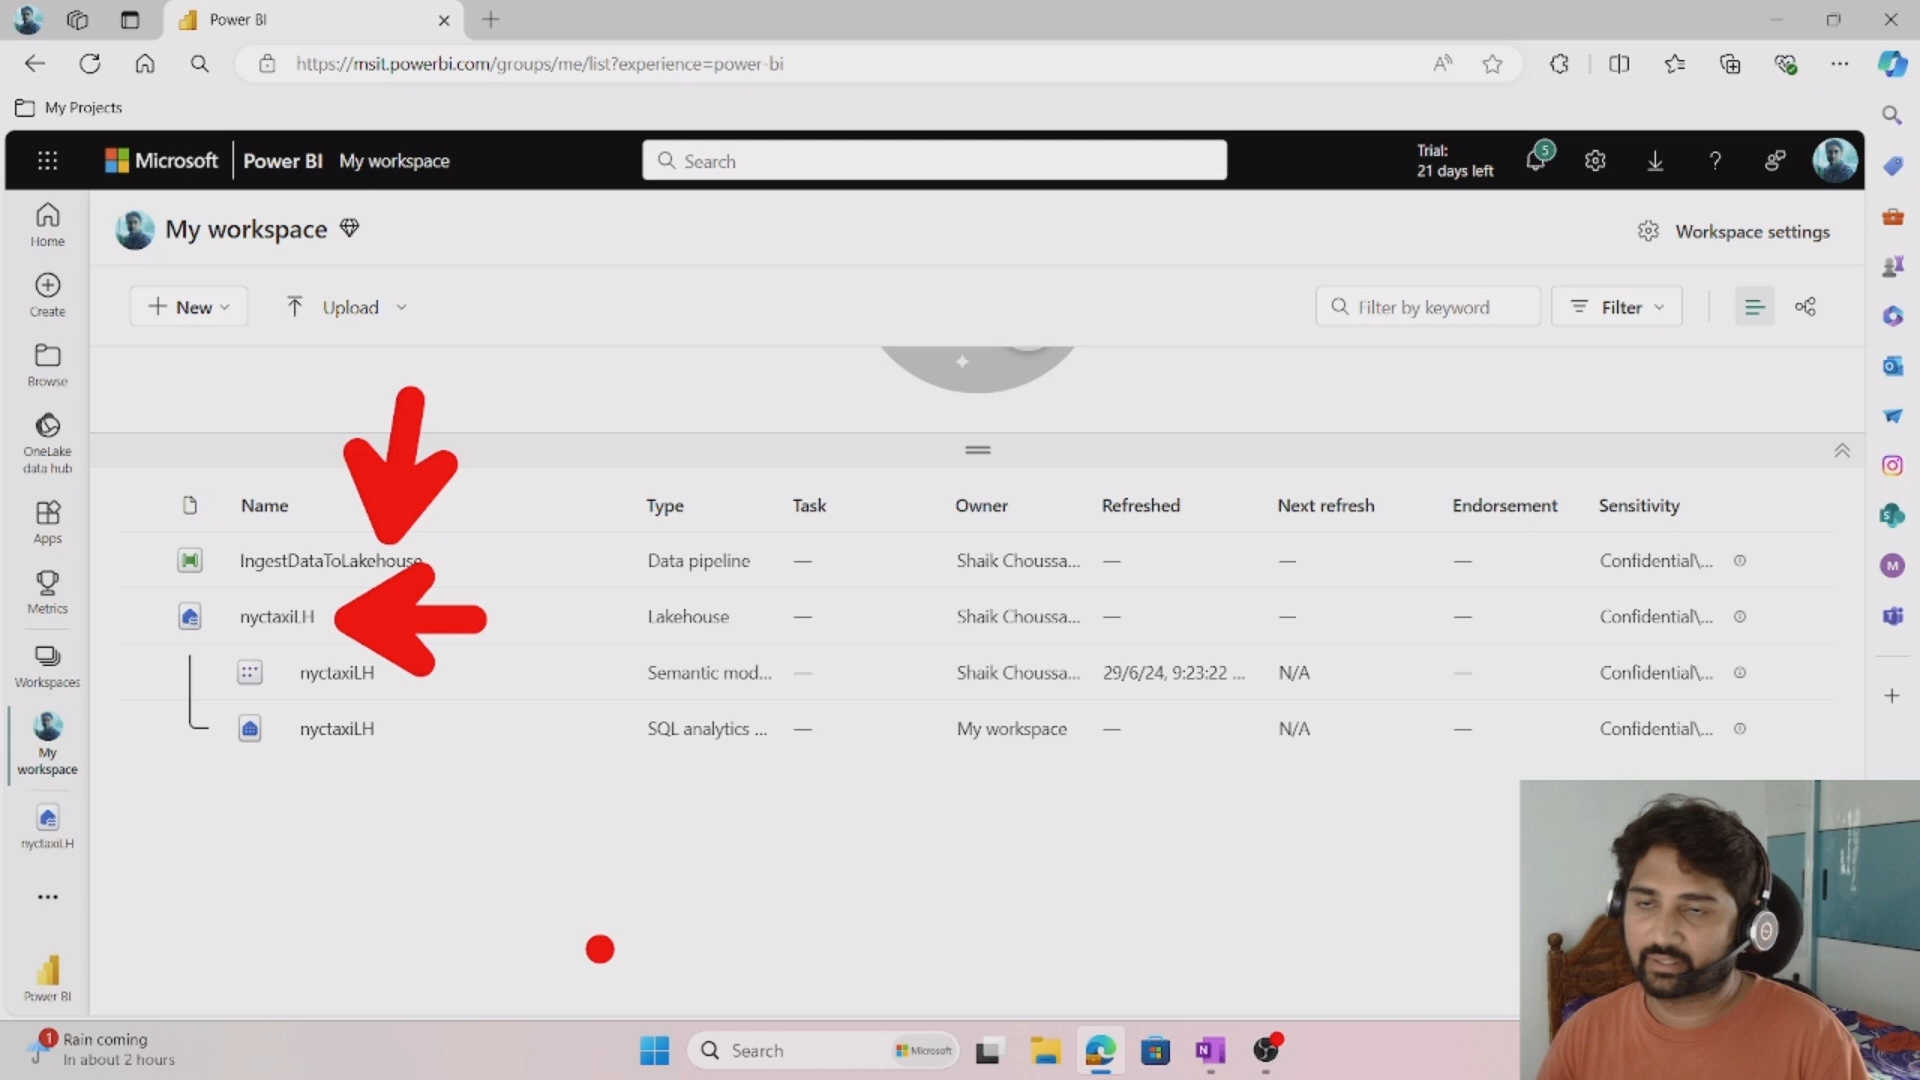 Power BI
https://msit.powerbi.com/groups/me/list?experience=power-bi
My Projects
Microsoft
Power BI
My workspace
Search
Trial:
21 days left
5
?
Home
Create
Browse
OneLake
data hub
Apps
Metrics
Workspaces
My
workspace
nyctaxiLH
Power BI
My workspace
Workspace settings
New
Upload
Filter by keyword
Filter
Name Type Task Owner Refreshed Next refresh Endorsement Sensitivity
IngestDataToLakehouse Data pipeline — Shaik Choussa... — — — Confidential\...
nyctaxiLH Lakehouse — Shaik Choussa... — — — Confidential\...
nyctaxiLH Semantic mod... — Shaik Choussa... 29/6/24, 9:23:22 ... N/A — Confidential\...
nyctaxiLH SQL analytics ... — My workspace — N/A — Confidential\...
M
1
Rain coming
In about 2 hours
Search
Microsoft